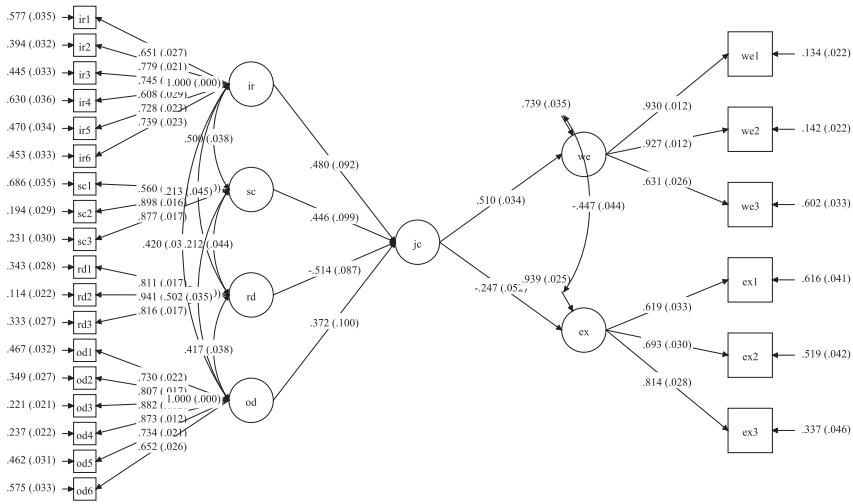 .577 (.035) ir1
.394 (.032) ir2
.445 (.033) ir3
.630 (.036) ir4
.470 (.034) ir5
.453 (.033) ir6
.686 (.035) sc1
.194 (.029) sc2
.231 (.030) sc3
.343 (.028) rd1
.114 (.022) rd2
.333 (.027) rd3
.467 (.032) od1
.349 (.027) od2
.221 (.021) od3
.237 (.022) od4
.462 (.031) od5
.575 (.033) od6
.651 (.027)
.779 (.021)
.745 1.000 (.000)
.608
.728 (.023)
.739 (.023)
.500 (.038)
.560 .213 (.045)
.898 (.016)
.877 (.017)
.420 .212 (.044)
.811 (.017)
.941 .502 (.035)
.816 (.017)
.417 (.038)
.730 (.022)
.807 (.017)
.882 1.000 (.000)
.873 (.012)
.734 (.021)
.652 (.026)
ir
sc
rd
od
.480 (.092)
.446 (.099)
-.514 (.087)
.372 (.100)
jc
.510 (.034)
-.247 (.052)
.739 (.035)
we
-.447 (.044)
.939 (.025)
ex
.930 (.012)
.927 (.012)
.631 (.026)
.619 (.033)
.693 (.030)
.814 (.028)
we1 .134 (.022)
we2 .142 (.022)
we3 .602 (.033)
ex1 .616 (.041)
ex2 .519 (.042)
ex3 .337 (.046)